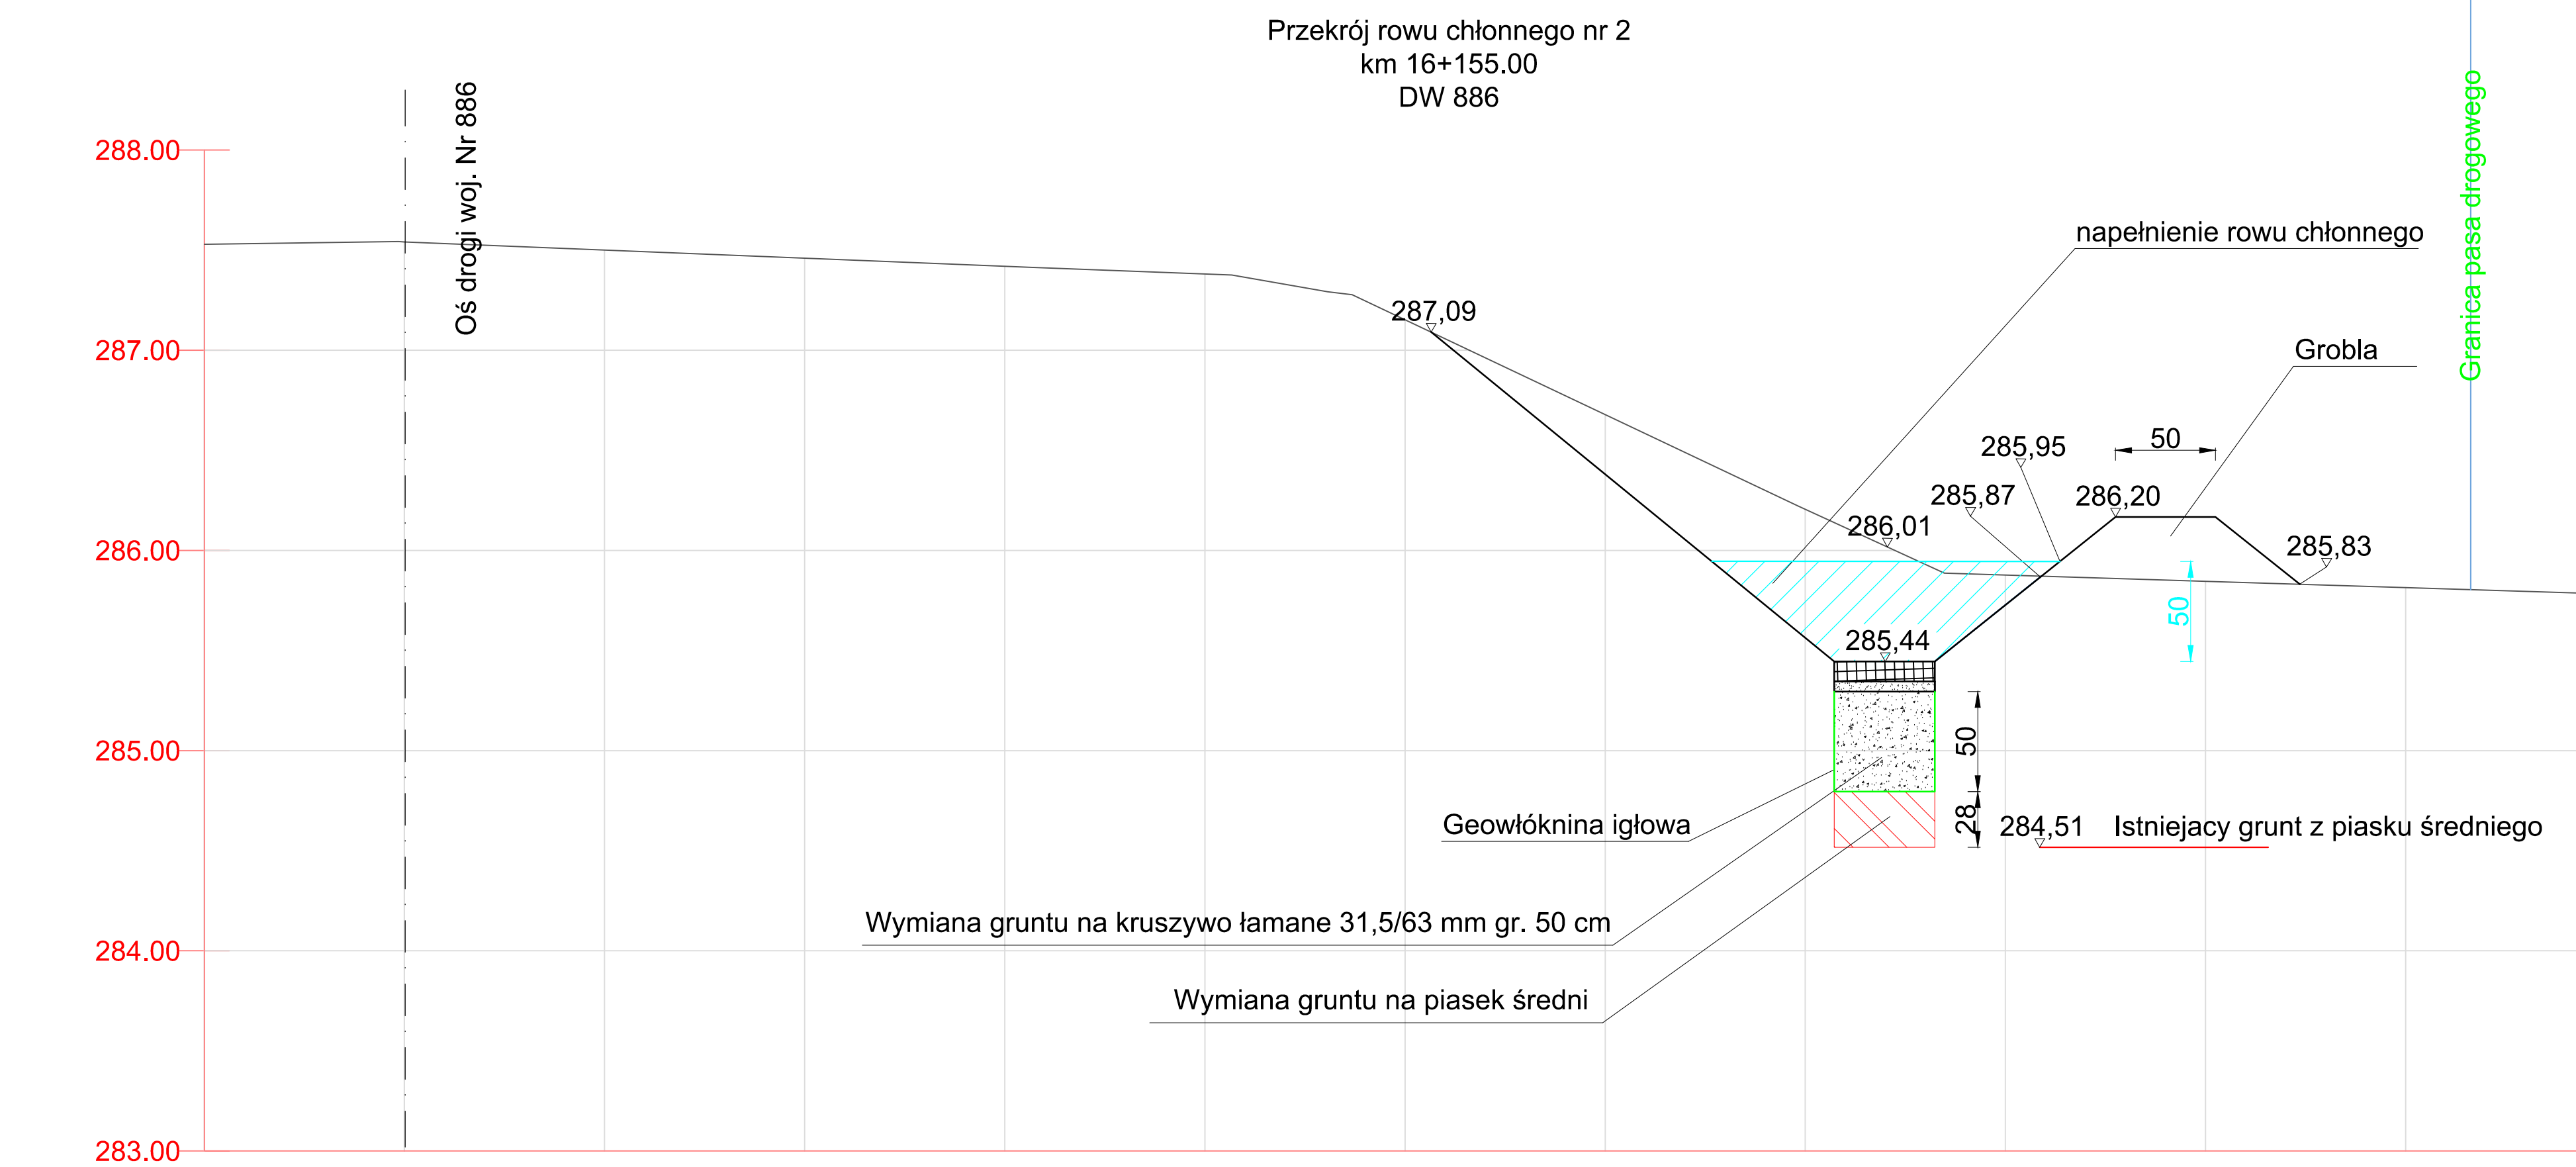 Przekrój rowu chłonnego nr 2
km 16+155.00
DW 886
Oś drogi woj. Nr 886
Granica pasa drogowego
288.00
napełnienie rowu chłonnego
287,09
287.00
Grobla
50
285,95
285,87
286,20
286,01
285,83
286.00
50
285,44
285.00
50
Geowłóknina igłowa
28
284,51
Istniejacy grunt z piasku średniego
Wymiana gruntu na kruszywo łamane 31,5/63 mm gr. 50 cm
284.00
Wymiana gruntu na piasek średni
283.00